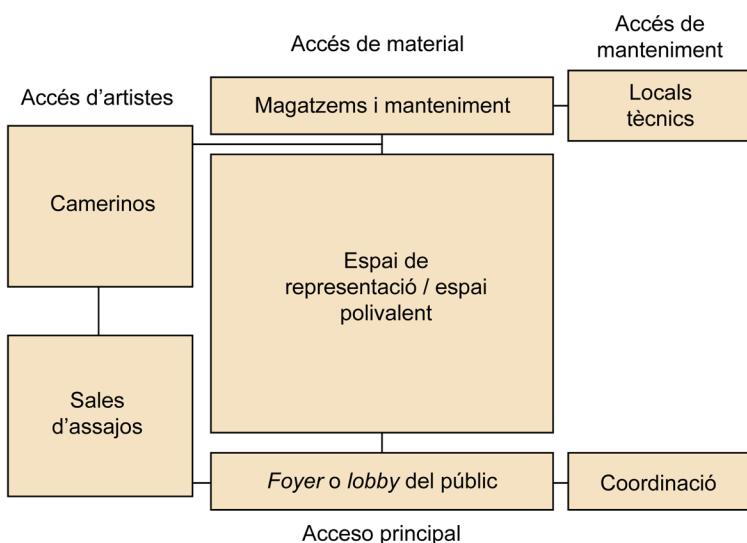 Accés de material
Accés de
manteniment
Accés d’artistes
Magatzems i manteniment
Locals
tècnics
Camerinos
Espai de
representació / espai
polivalent
Sales
d’assajos
Foyer o lobby del públic
Coordinació
Acceso principal